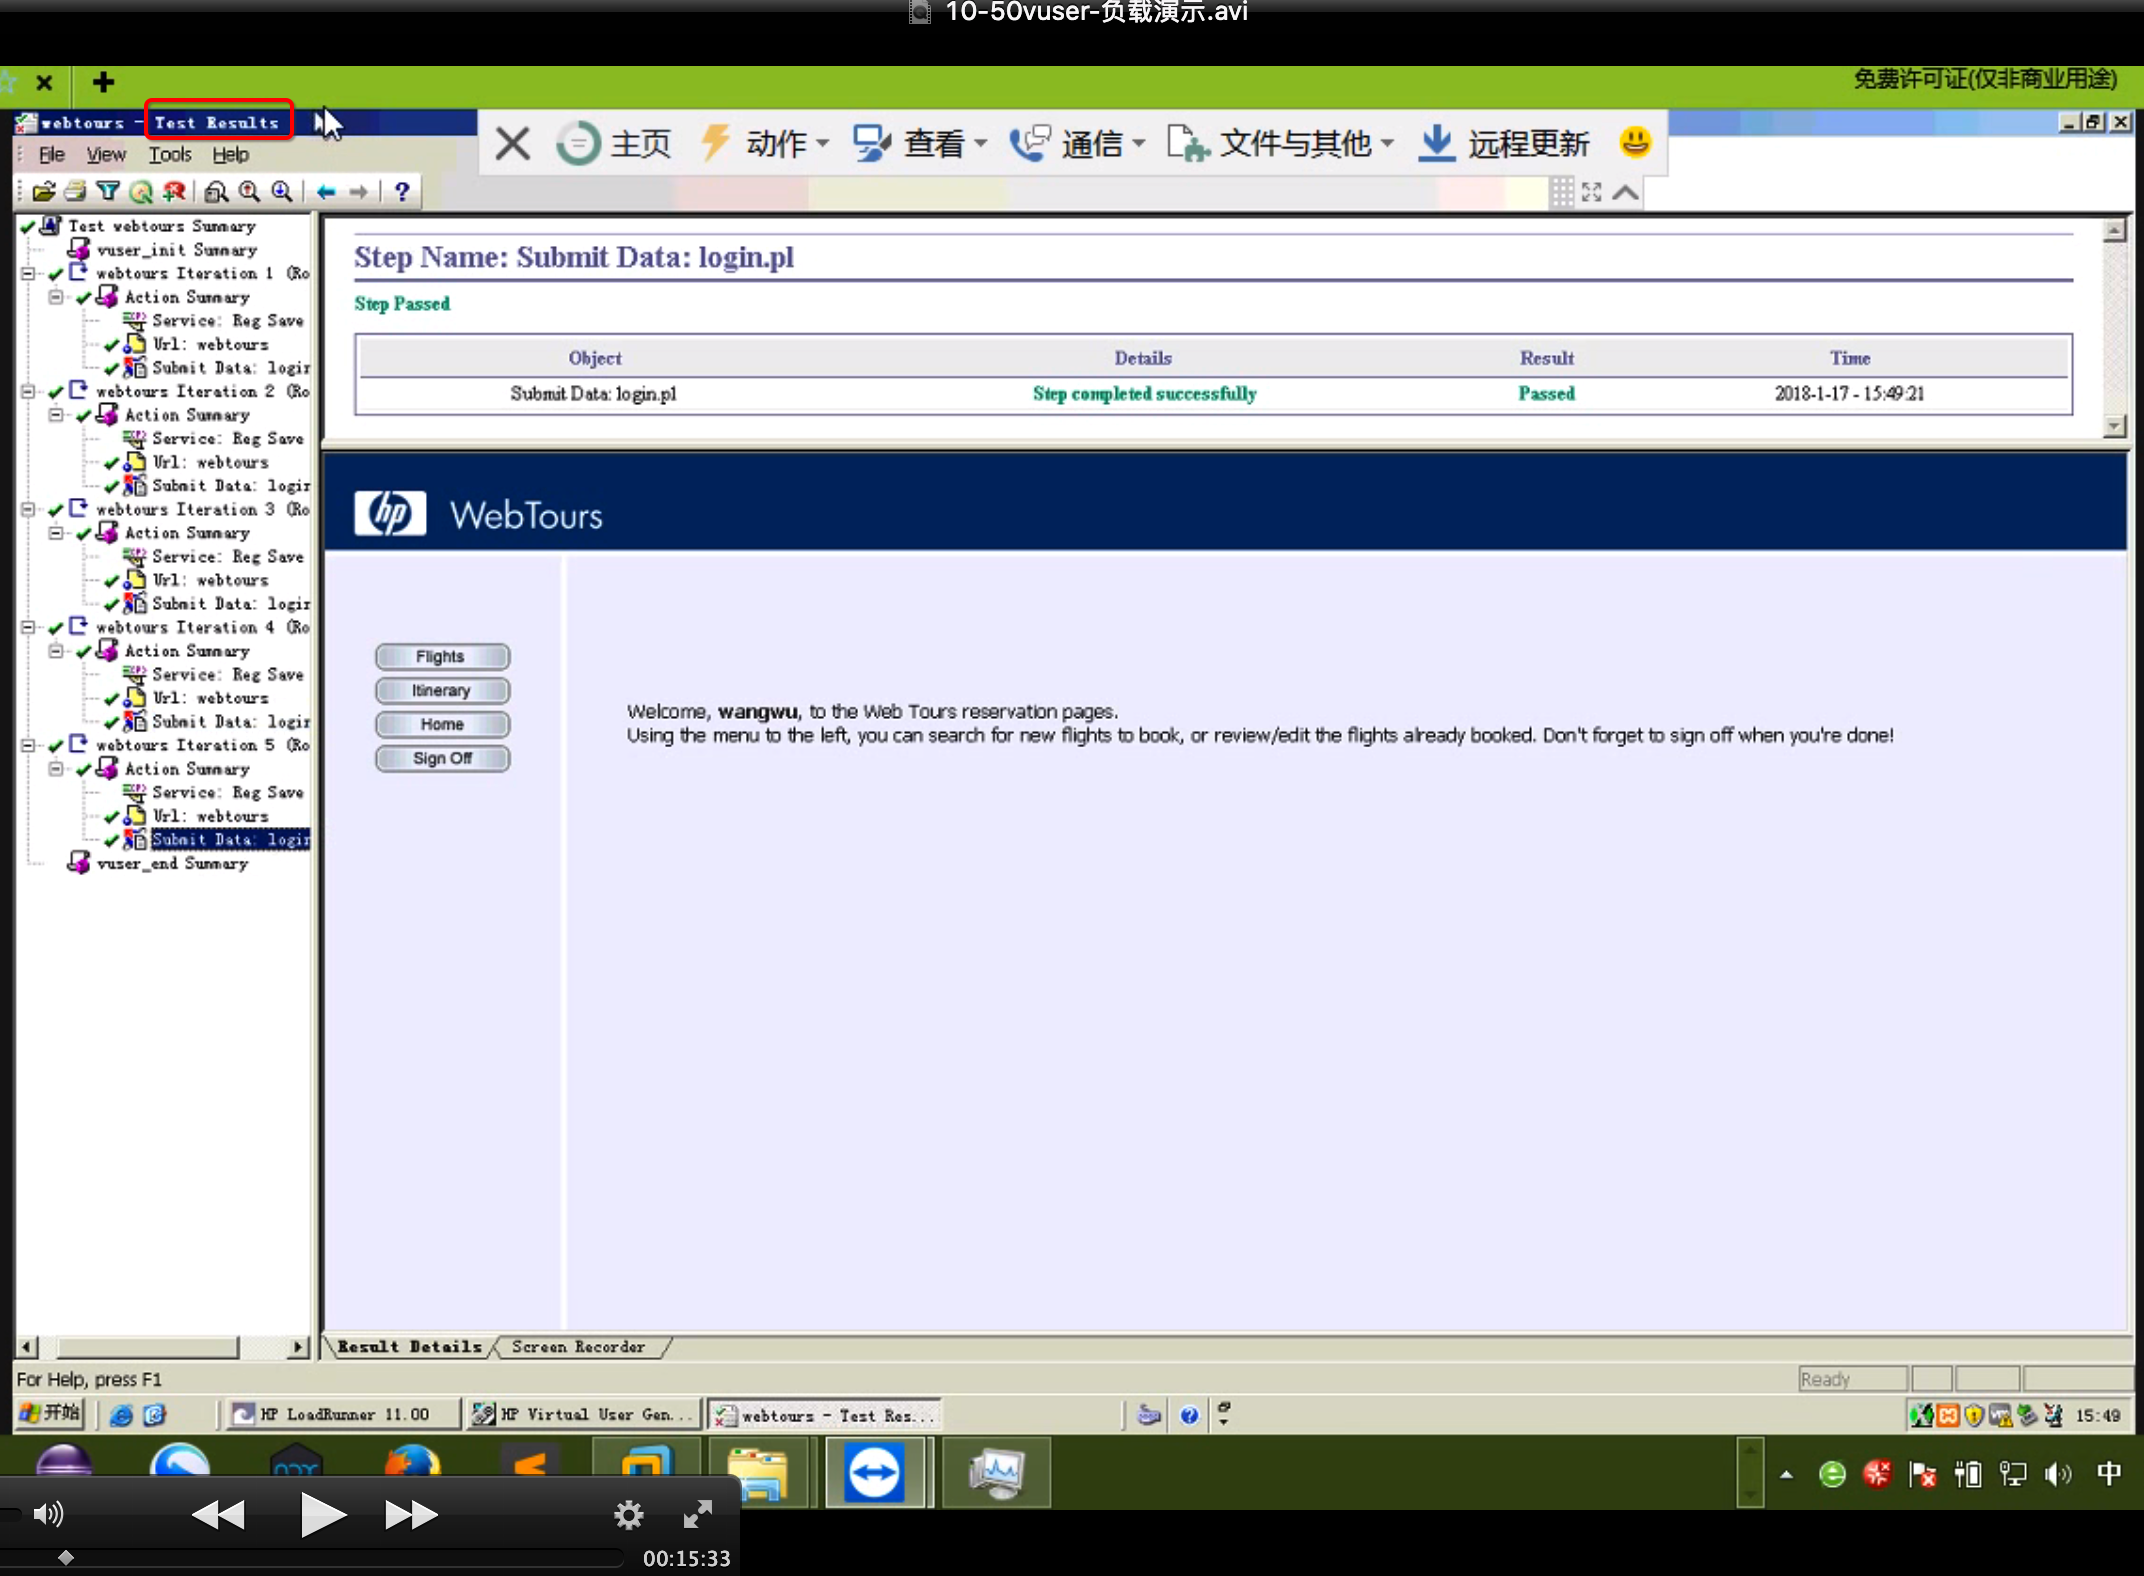 10-50vuser-负载演示.avi
免费许可证(仅非商业用途)
webtours - Test Results
主页 动作 查看 通信 文件与其他 远程更新
File View Tools Help
Test webtours Summary
vuser_init Summary
webtours Iteration 1 (Ro
Action Summary
Service: Reg Save
Url: webtours
Submit Data: login
webtours Iteration 2 (Ro
Action Summary
Service: Reg Save
Url: webtours
Submit Data: login
webtours Iteration 3 (Ro
Action Summary
Service: Reg Save
Url: webtours
Submit Data: login
webtours Iteration 4 (Ro
Action Summary
Service: Reg Save
Url: webtours
Submit Data: login
webtours Iteration 5 (Ro
Action Summary
Service: Reg Save
Url: webtours
Submit Data: login
vuser_end Summary
Step Name: Submit Data: login.pl
Step Passed
Object Details Result Time
Submit Data: login.pl Step completed successfully Passed 2018-1-17 - 15:49:21
hp WebTours
Flights
Itinerary
Home
Sign Off
Welcome, wangwu, to the Web Tours reservation pages.
Using the menu to the left, you can search for new flights to book, or review/edit the flights already booked. Don't forget to sign off when you're done!
Result Details Screen Recorder
For Help, press F1
Ready
开始 HP LoadRunner 11.00 HP Virtual User Gen... webtours - Test Res... 15:49
中
00:15:33